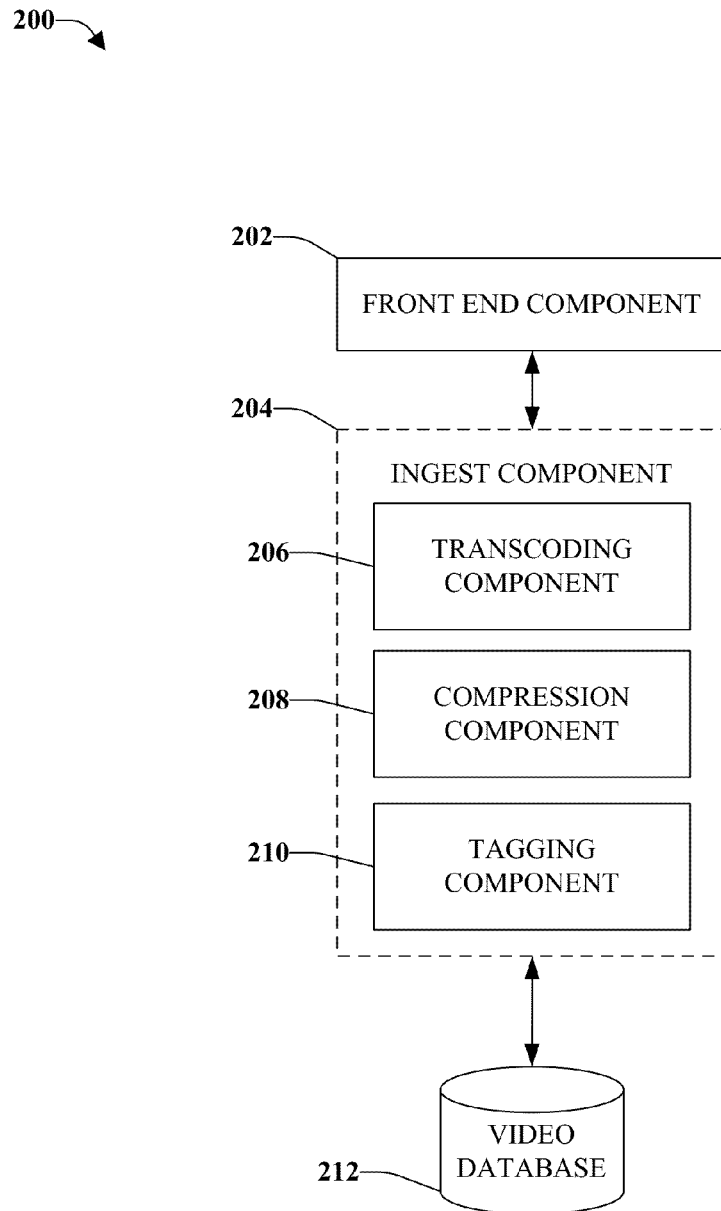 200
202
FRONT END COMPONENT
204
INGEST COMPONENT
206
TRANSCODING
COMPONENT
208
COMPRESSION
COMPONENT
210
TAGGING
COMPONENT
VIDEO
DATABASE
212